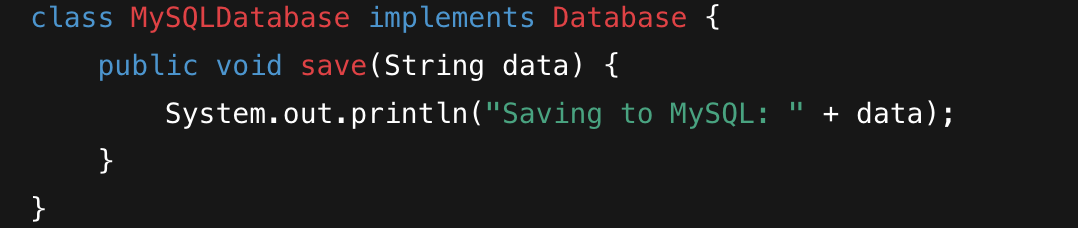 class MySQLDatabase implements Database {
    public void save(String data) {
        System.out.println("Saving to MySQL: " + data);
    }
}